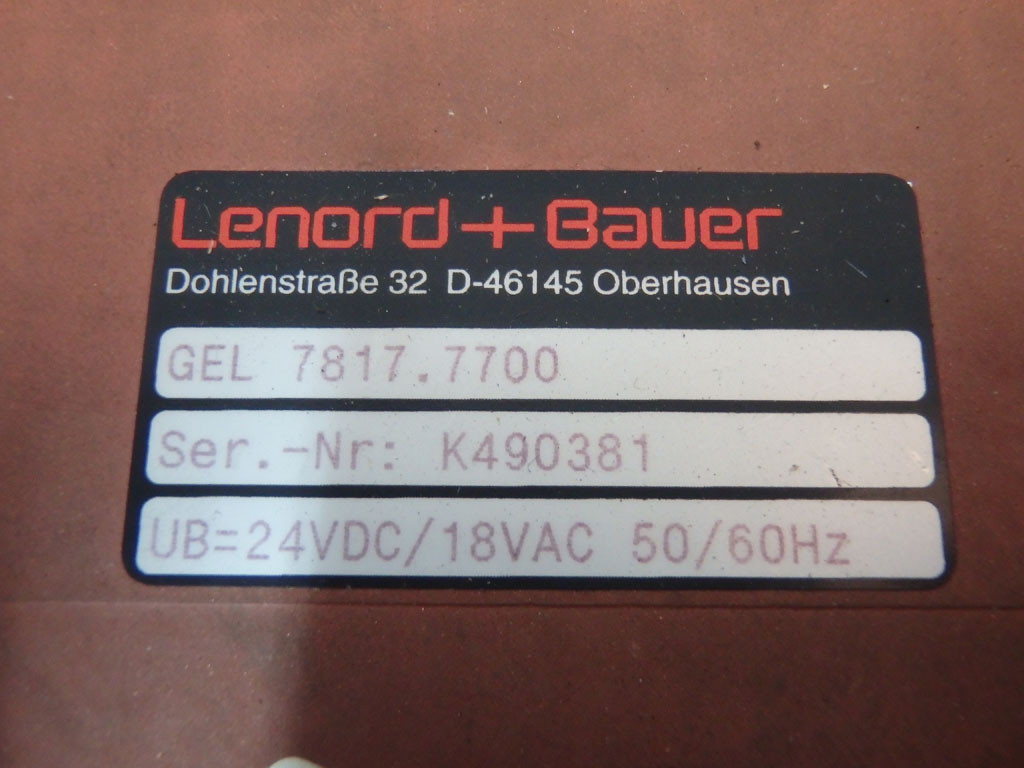 Lenord+Bauer
Dohlenstraße 32 D-46145 Oberhausen
GEL 7817.7700
Ser.-Nr: K490381
UB=24VDC/18VAC 50/60Hz